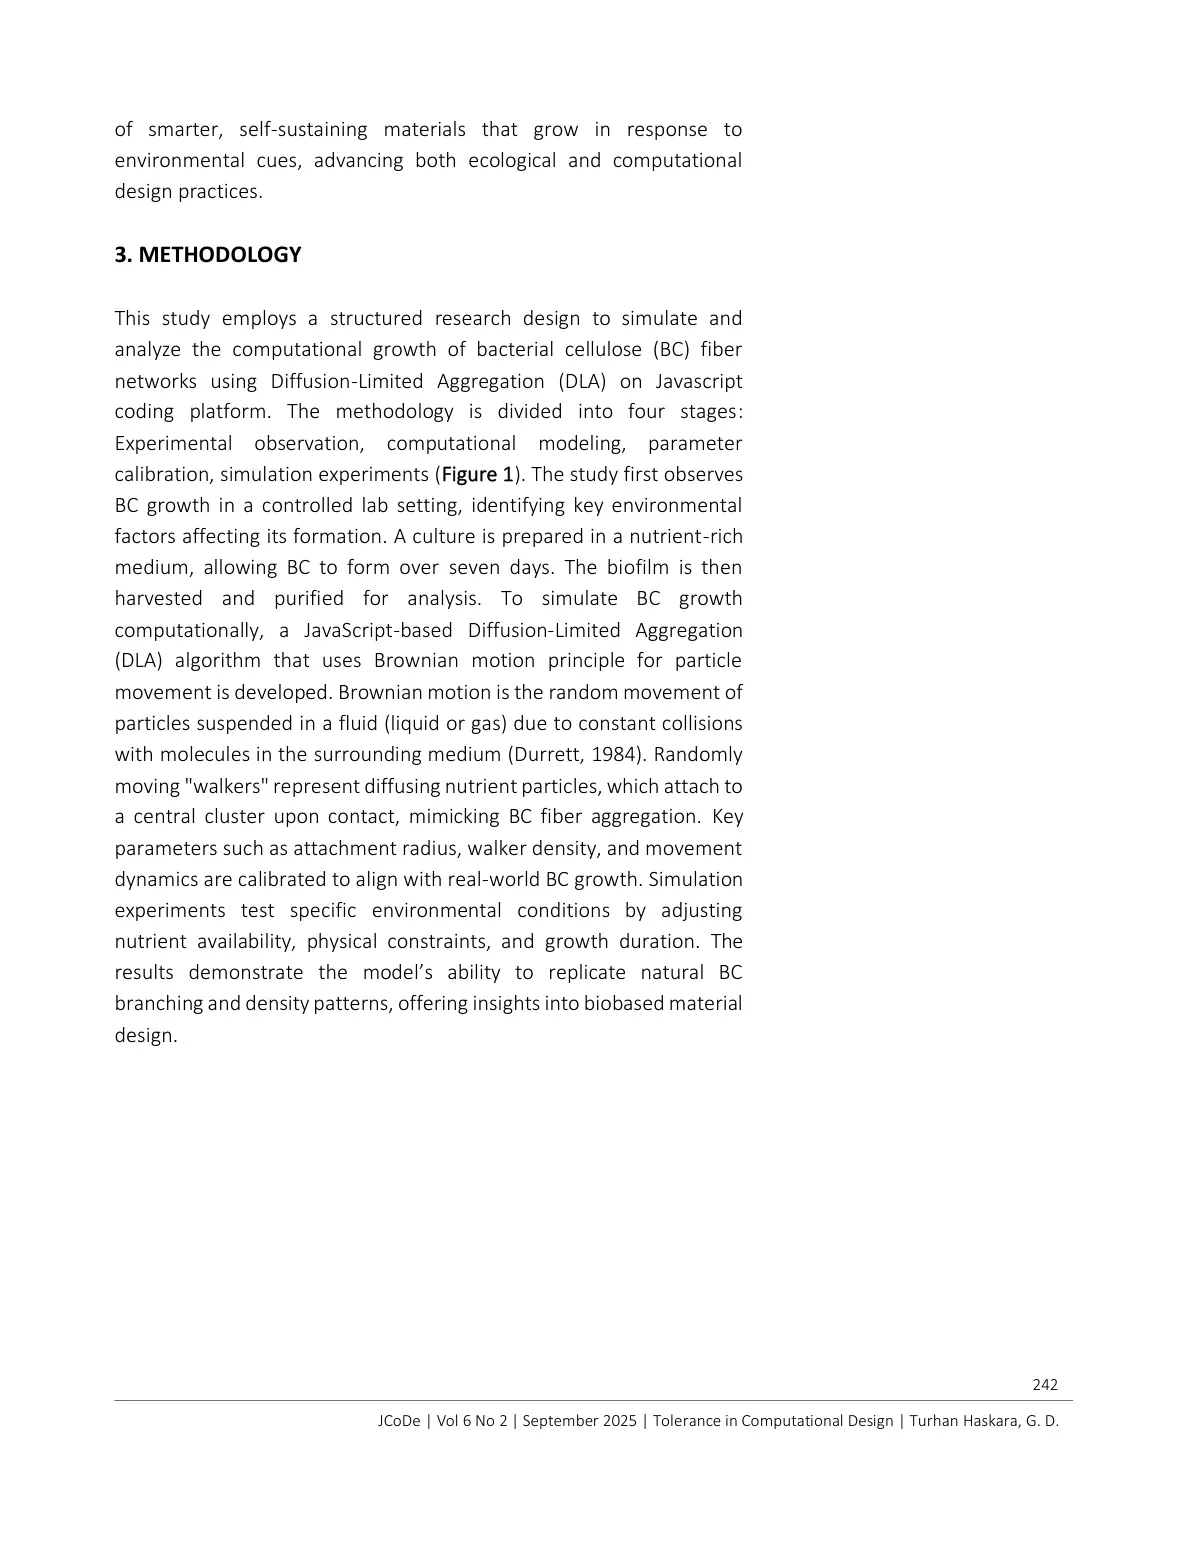 of smarter, self-sustaining materials that grow in response to
environmental cues, advancing both ecological and computational
design practices.
3. METHODOLOGY
This study employs a structured research design to simulate and
analyze the computational growth of bacterial cellulose (BC) fiber
networks using Diffusion-Limited Aggregation (DLA) on Javascript
coding platform. The methodology is divided into four stages:
Experimental observation, computational modeling, parameter
calibration, simulation experiments (Figure 1). The study first observes
BC growth in a controlled lab setting, identifying key environmental
factors affecting its formation. A culture is prepared in a nutrient-rich
medium, allowing BC to form over seven days. The biofilm is then
harvested and purified for analysis. To simulate BC growth
computationally, a JavaScript-based Diffusion-Limited Aggregation
(DLA) algorithm that uses Brownian motion principle for particle
movement is developed. Brownian motion is the random movement of
particles suspended in a fluid (liquid or gas) due to constant collisions
with molecules in the surrounding medium (Durrett, 1984). Randomly
moving "walkers" represent diffusing nutrient particles, which attach to
a central cluster upon contact, mimicking BC fiber aggregation. Key
parameters such as attachment radius, walker density, and movement
dynamics are calibrated to align with real-world BC growth. Simulation
experiments test specific environmental conditions by adjusting
nutrient availability, physical constraints, and growth duration. The
results demonstrate the model’s ability to replicate natural BC
branching and density patterns, offering insights into biobased material
design.
242
JCoDe | Vol 6 No 2 | September 2025 | Tolerance in Computational Design | Turhan Haskara, G. D.